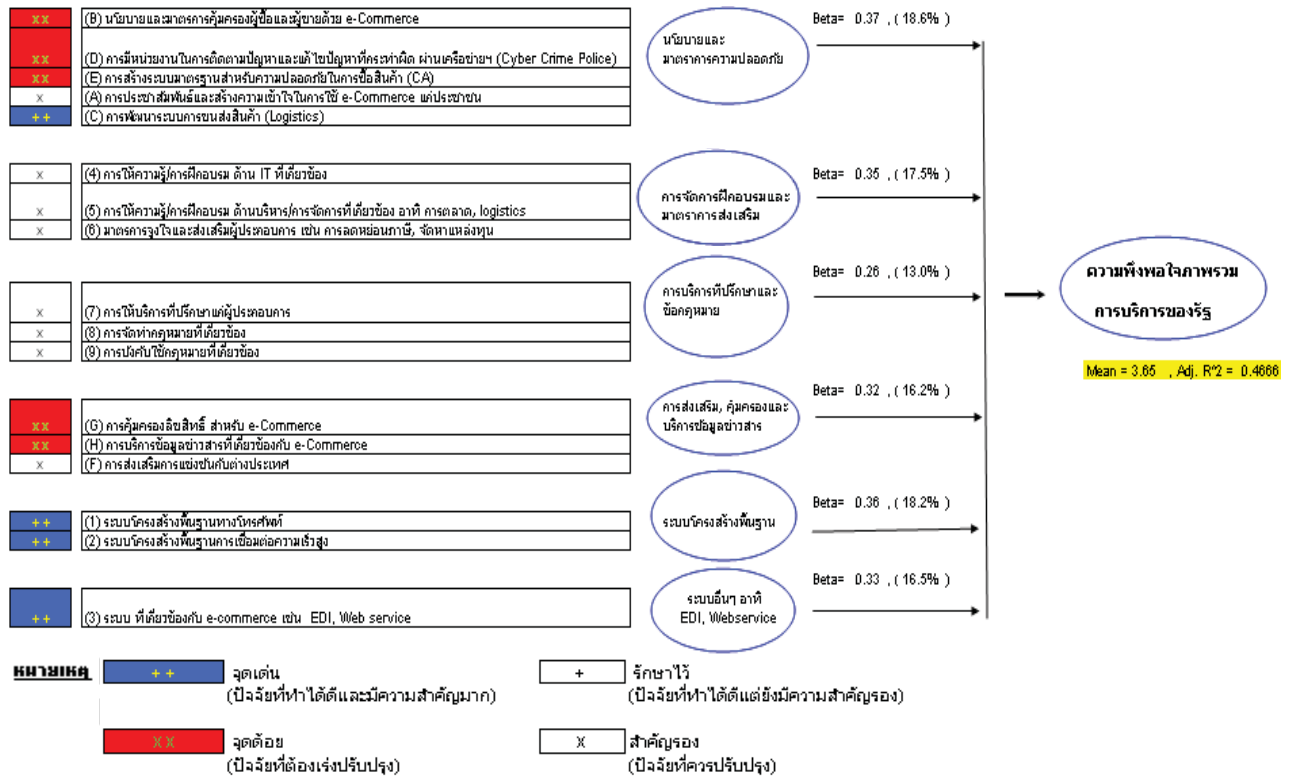 xx (B) นโยบายและมาตรการคุ้มครองผู้ซื้อและผู้ขายด้วย e-Commerce
xx (D) การมีหน่วยงานในการติดตามปัญหาและแก้ไขปัญหาที่กระทำผิด ผ่านเครือข่ายฯ (Cyber Crime Police)
xx (E) การสร้างระบบมาตรฐานสำหรับความปลอดภัยในการซื้อสินค้า (CA)
x (A) การประชาสัมพันธ์และสร้างความเข้าใจในการใช้ e-Commerce แก่ประชาชน
++ (C) การพัฒนาระบบการขนส่งสินค้า (Logistics)
นโยบายและ
มาตราการความปลอดภัย
Beta= 0.37 , ( 18.6% )
x (4) การให้ความรู้/การฝึกอบรม ด้าน IT ที่เกี่ยวข้อง
x (5) การให้ความรู้/การฝึกอบรม ด้านบริหาร/การจัดการที่เกี่ยวข้อง อาทิ การตลาด, logistics
x (6) มาตรการจูงใจและส่งเสริมผู้ประกอบการ เช่น การลดหย่อนภาษี, จัดหาแหล่งทุน
การจัดการฝึกอบรมและ
มาตราการส่งเสริม
Beta= 0.35 , ( 17.5% )
x (7) การให้บริการที่ปรึกษาแก่ผู้ประกอบการ
x (8) การจัดทำกฎหมายที่เกี่ยวข้อง
x (9) การบังคับใช้กฎหมายที่เกี่ยวข้อง
การบริการที่ปรึกษาและ
ข้อกฎหมาย
Beta= 0.26 , ( 13.0% )
xx (G) การคุ้มครองลิขสิทธิ์ สำหรับ e-Commerce
xx (H) การบริการข้อมูลข่าวสารที่เกี่ยวข้องกับ e-Commerce
x (F) การส่งเสริมการแข่งขันกับต่างประเทศ
การส่งเสริม, คุ้มครองและ
บริการข้อมูลข่าวสาร
Beta= 0.32 , ( 16.2% )
++ (1) ระบบโครงสร้างพื้นฐานทางโทรศัพท์
++ (2) ระบบโครงสร้างพื้นฐานการเชื่อมต่อความเร็วสูง
ระบบโครงสร้างพื้นฐาน
Beta= 0.36 , ( 18.2% )
++ (3) ระบบ ที่เกี่ยวข้องกับ e-commerce เช่น EDI, Web service
ระบบอื่นๆ อาทิ
EDI, Webservice
Beta= 0.33 , ( 16.5% )
ความพึงพอใจภาพรวม
การบริการของรัฐ
Mean = 3.65 , Adj. R^2 = 0.4666
หมายเหตุ
++ จุดเด่น
(ปัจจัยที่ทำได้ดีและมีความสำคัญมาก)
+ รักษาไว้
(ปัจจัยที่ทำได้ดีแต่ยังมีความสำคัญรอง)
XX จุดด้อย
(ปัจจัยที่ต้องเร่งปรับปรุง)
X สำคัญรอง
(ปัจจัยที่ควรปรับปรุง)